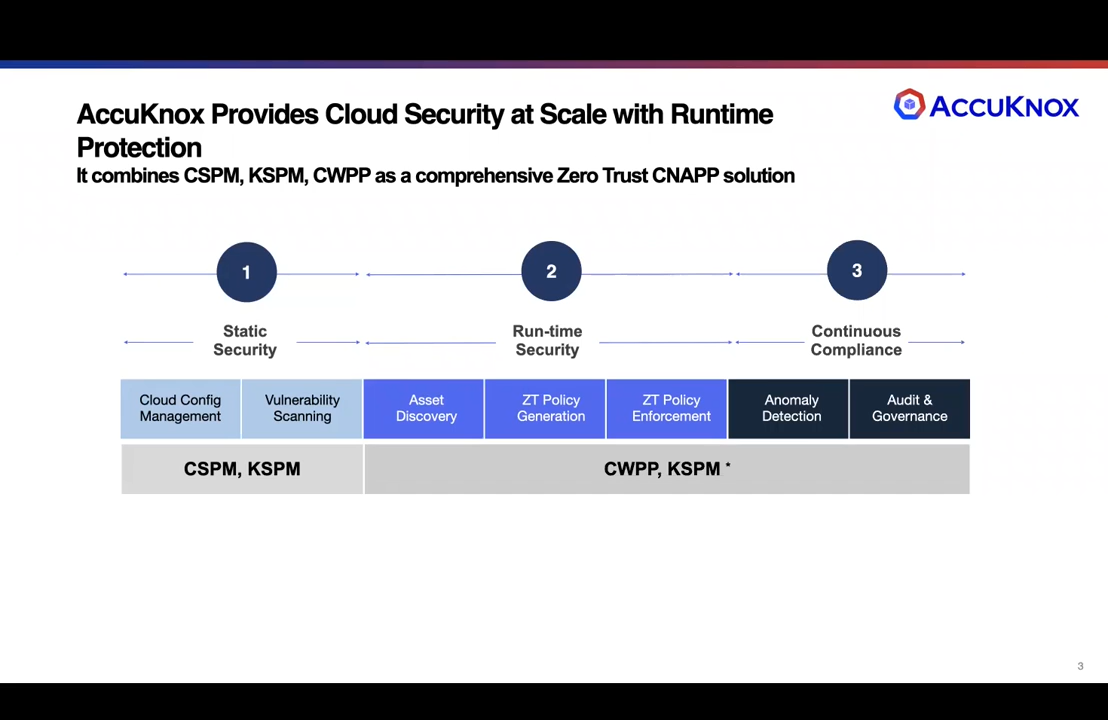 AccuKnox Provides Cloud Security at Scale with Runtime
Protection
It combines CSPM, KSPM, CWPP as a comprehensive Zero Trust CNAPP solution
ACCUKNOX
1
2
3
Static
Security
Run-time
Security
Continuous
Compliance
Cloud Config
Management
Vulnerability
Scanning
Asset
Discovery
ZT Policy
Generation
ZT Policy
Enforcement
Anomaly
Detection
Audit &
Governance
CSPM, KSPM
CWPP, KSPM *
3